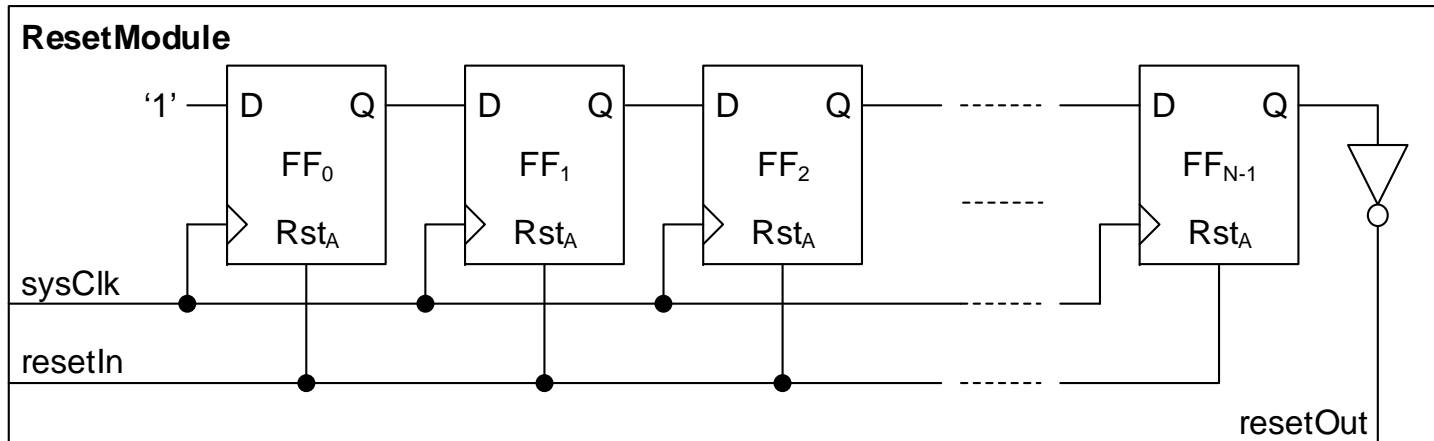 ResetModule
‘1’ D Q D Q D Q D Q
FF0 FF1 FF2 FFN-1
RstA RstA RstA RstA
sysClk
resetIn
resetOut